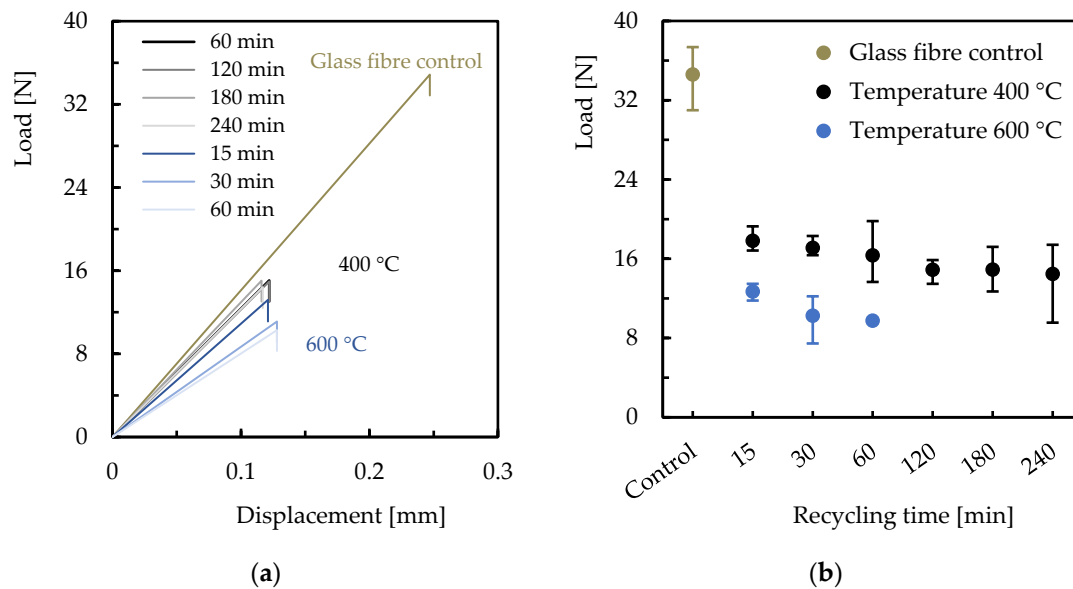 40
32
24
16
8
0
Load [N]
60 min
120 min
180 min
240 min
15 min
30 min
60 min
Glass fibre control
400 °C
600 °C
0
0.1
0.2
0.3
Displacement [mm]
(a)
40
32
24
16
8
0
Load [N]
Glass fibre control
Temperature 400 °C
Temperature 600 °C
Control
15
30
60
120
180
240
Recycling time [min]
(b)